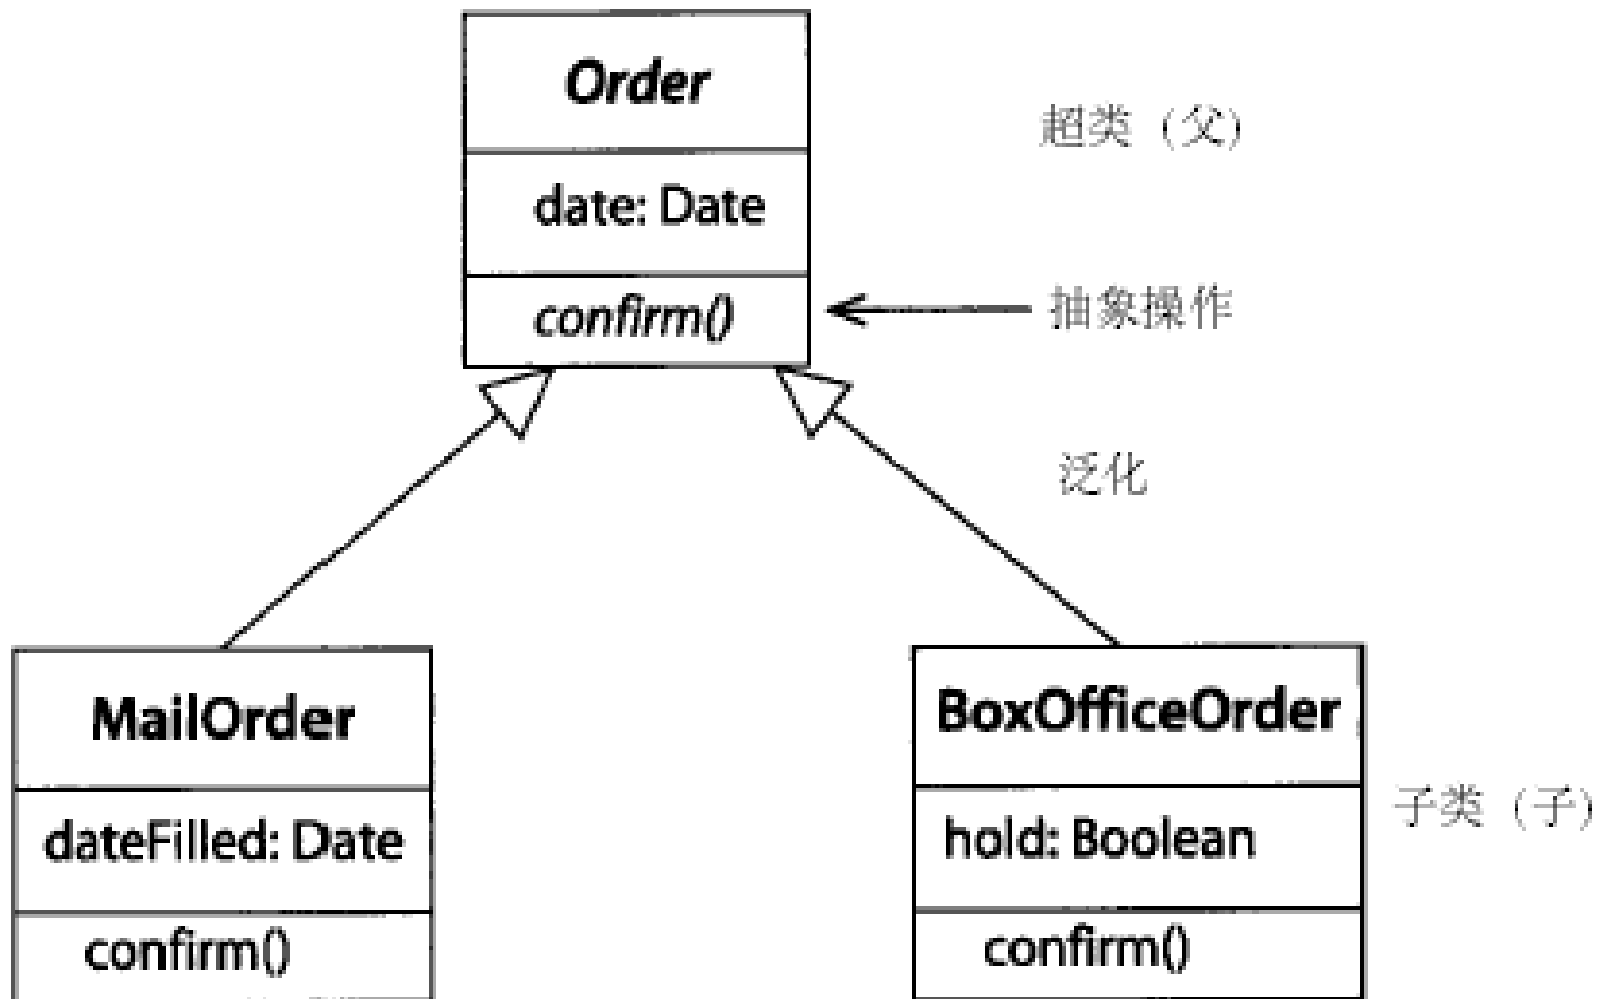 Order
超类 (父)
date: Date
confirm()
抽象操作
泛化
MailOrder
dateFilled: Date
confirm()
BoxOfficeOrder
hold: Boolean
confirm()
子类 (子)